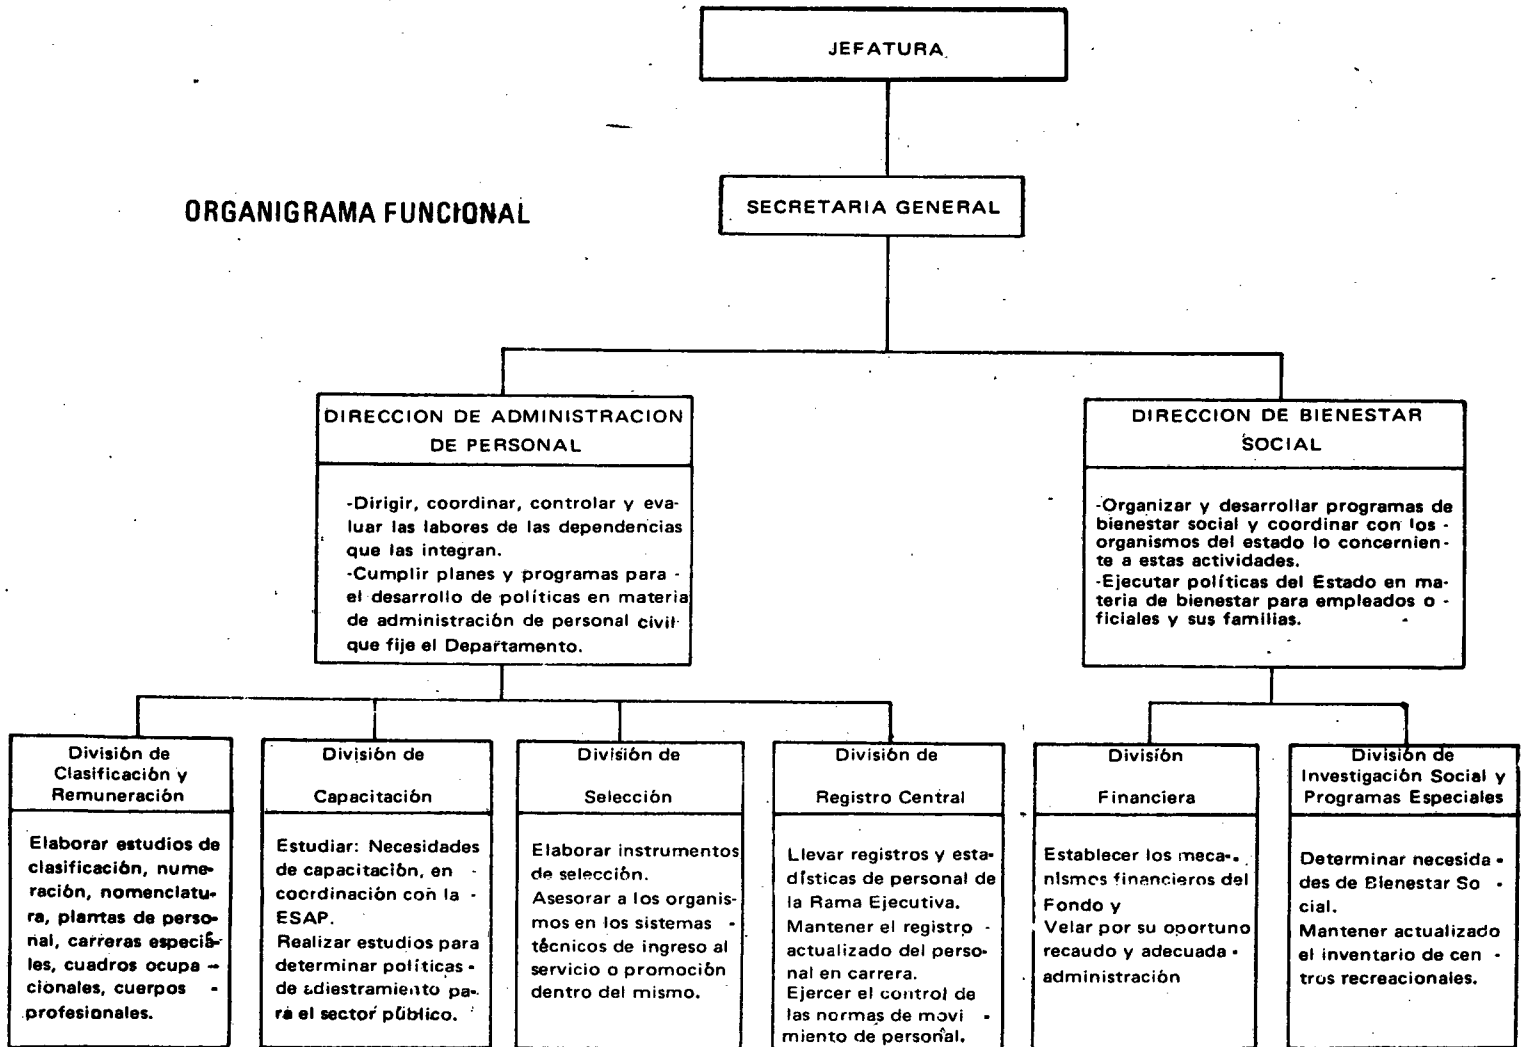 JEFATURA
ORGANIGRAMA FUNCIONAL
SECRETARIA GENERAL
DIRECCION DE ADMINISTRACION
DE PERSONAL
-Dirigir, coordinar, controlar y eva-
luar las labores de las dependencias
que las integran.
-Cumplir planes y programas para -
el desarrollo de políticas en materia
de administración de personal civil
que fije el Departamento.
DIRECCION DE BIENESTAR
SOCIAL
-Organizar y desarrollar programas de
bienestar social y coordinar con los -
organismos del estado lo concernien-
te a estas actividades.
-Ejecutar políticas del Estado en ma-
teria de bienestar para empleados o -
ficiales y sus familias.
División de
Clasificación y
Remuneración
Elaborar estudios de
clasificación, nume-
ración, nomenclatu-
ra, plantas de perso-
nal, carreras especia-
les, cuadros ocupa -
cionales, cuerpos -
profesionales.
División de
Capacitación
Estudiar: Necesidades
de capacitación, en -
coordinación con la -
ESAP.
Realizar estudios para
determinar políticas -
de adiestramiento pa-
ra el sector público.
División de
Selección
Elaborar instrumentos
de selección.
Asesorar a los organis-
mos en los sistemas -
técnicos de ingreso al
servicio o promoción
dentro del mismo.
División de
Registro Central
Llevar registros y esta-
dísticas de personal de
la Rama Ejecutiva.
Mantener el registro -
actualizado del perso-
nal en carrera.
Ejercer el control de
las normas de movi -
miento de personal.
División
Financiera
Establecer los meca-
nismos financieros del
Fondo y
Velar por su oportuno
recaudo y adecuada -
administración
División de
Investigación Social y
Programas Especiales
Determinar necesida -
des de Bienestar So -
cial.
Mantener actualizado
el inventario de cen -
tros recreacionales.